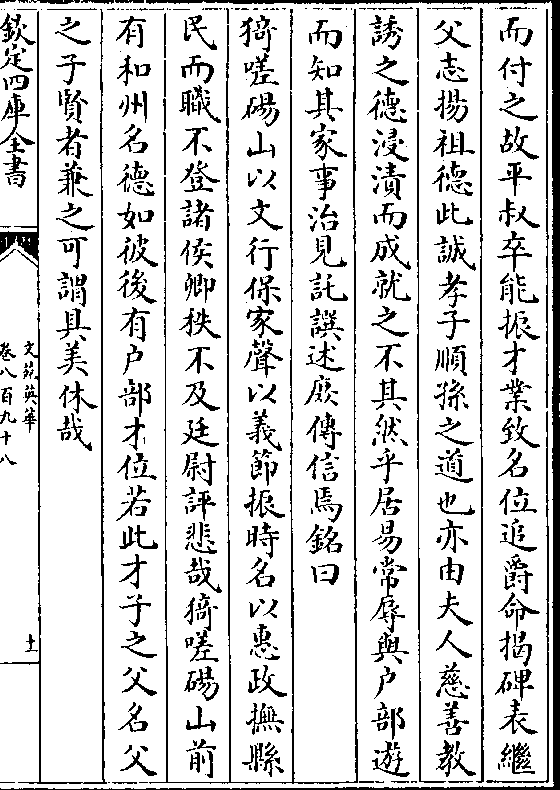 而付之故平叔卒能振才業致名位追爵命揭碑表繼
父志揚祖德此誠孝子順孫之道也亦由夫人慈善教
誘之德浸漬而成就之不其然乎居易常辱與户部遊
而知其家事治見託譔述庶傳信焉銘曰
猗嗟碭山以文行保家聲以義節振時名以惠政撫縣
民而職不登諸侯卿秩不及廷尉評悲哉猗嗟碭山前
有和州名德如彼後有户部才位若此才子之父名父
之子賢者兼之可謂具美休哉
欽定四庫全書
文苑英華
卷八百九十八
十一